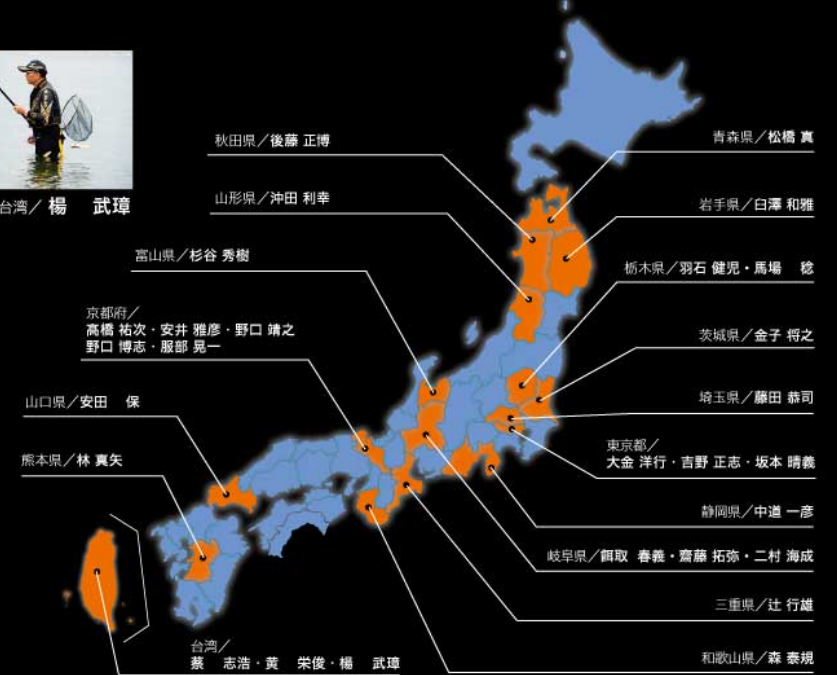 台湾／楊　武璋
秋田県／後藤 正博
山形県／沖田 利幸
富山県／杉谷 秀樹
京都府／
高橋 祐次・安井 雅彦・野口 靖之
野口 博志・服部 晃一
山口県／安田　保
熊本県／林 真矢
台湾／
蔡　志浩・黄　栄俊・楊　武璋
青森県／松橋 真
岩手県／臼澤 和雅
栃木県／羽石 健児・馬場　稔
茨城県／金子 将之
埼玉県／藤田 恭司
東京都／
大金 洋行・吉野 正志・坂本 晴義
静岡県／中道 一彦
岐阜県／餌取 春義・齋藤 拓弥・二村 海成
三重県／辻 行雄
和歌山県／森 泰規